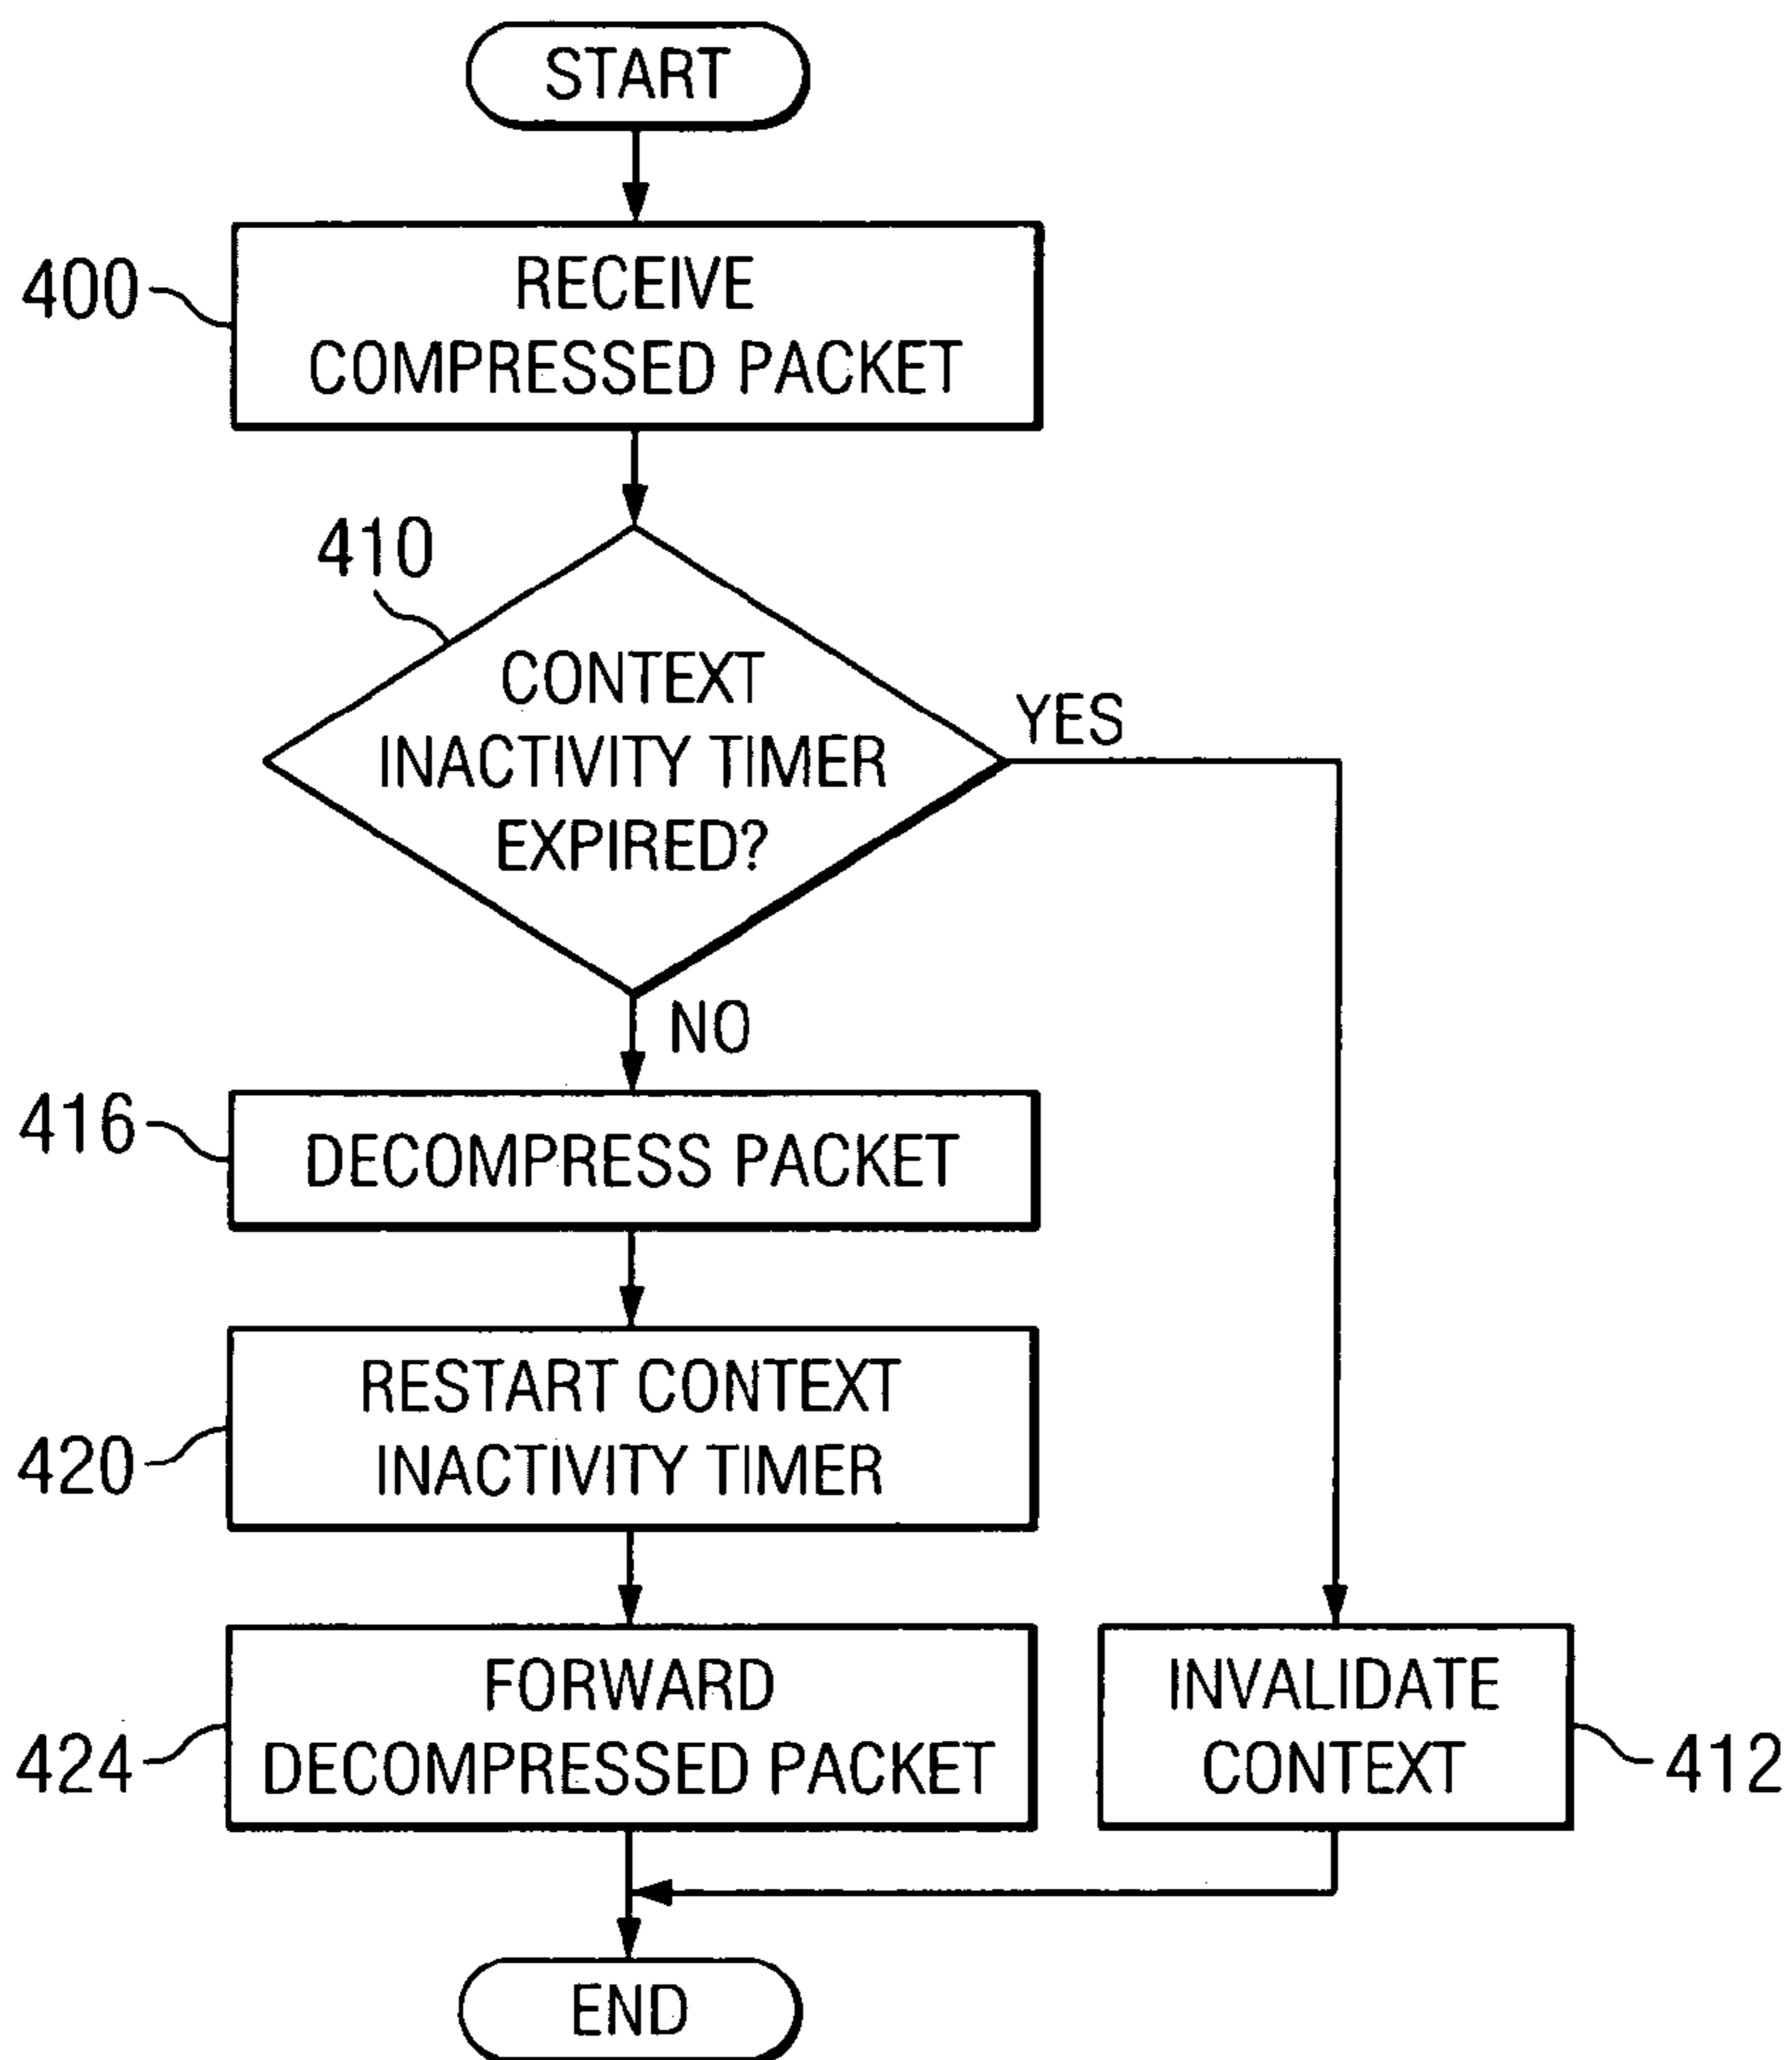 START
400
RECEIVE
COMPRESSED PACKET
410
CONTEXT
INACTIVITY TIMER
EXPIRED?
YES
NO
416
DECOMPRESS PACKET
420
RESTART CONTEXT
INACTIVITY TIMER
424
FORWARD
DECOMPRESSED PACKET
INVALIDATE
CONTEXT
412
END